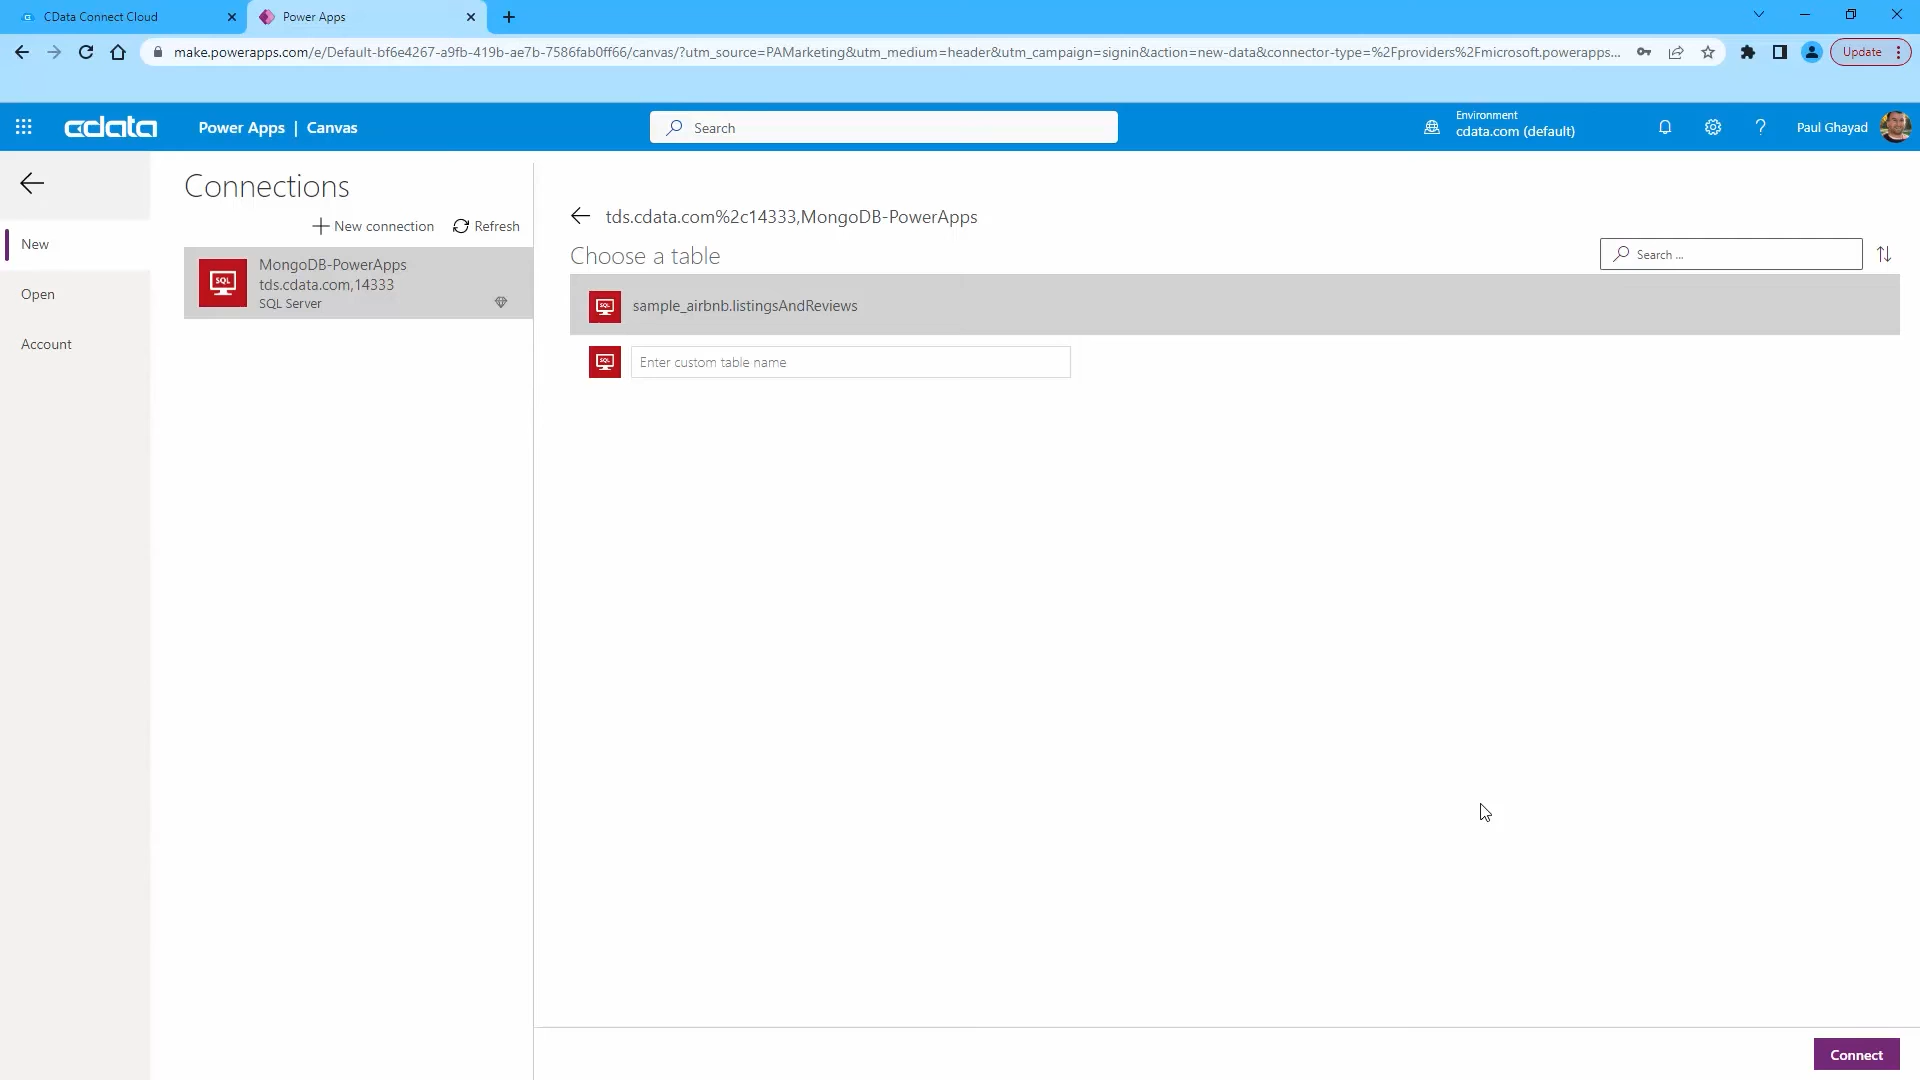 CData Connect Cloud
Power Apps
make.powerapps.com/e/Default-bf6e4267-a9fb-419b-ae7b-7586fab0ff66/canvas/?utm_source=PAMarketing&utm_medium=header&utm_campaign=signin&action=new-data&connector-type=%2Fproviders%2Fmicrosoft.powerapps...
Update
cdata
Power Apps | Canvas
Search
Environment
cdata.com (default)
?
Paul Ghayad
New
Open
Account
Connections
New connection
Refresh
SQL
MongoDB-PowerApps
tds.cdata.com,14333
SQL Server
tds.cdata.com%2c14333,MongoDB-PowerApps
Choose a table
Search ...
SQL
sample_airbnb.listingsAndReviews
SQL
Enter custom table name
Connect